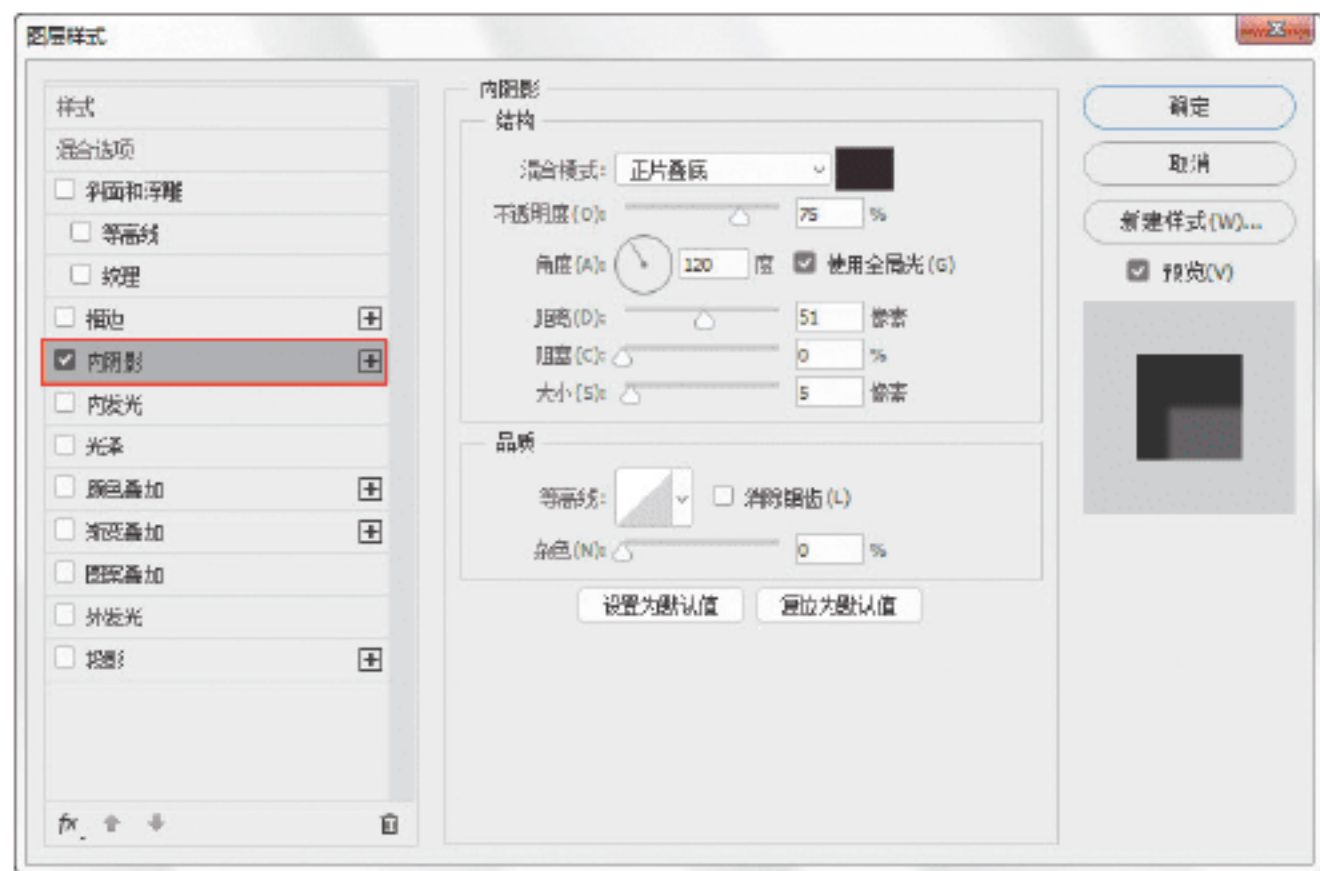 图层样式
样式
混合选项
斜面和浮雕
等高线
纹理
描边
内阴影
内发光
光泽
颜色叠加
渐变叠加
图案叠加
外发光
投影
fx
内阴影
结构
混合模式: 正片叠底
不透明度(O): 75 %
角度(A): 120 度 使用全局光(G)
距离(D): 51 像素
阻塞(C): 0 %
大小(S): 5 像素
品质
等高线: 消除锯齿(L)
杂色(N): 0 %
设置为默认值 复位为默认值
确定
取消
新建样式(W)...
预览(V)